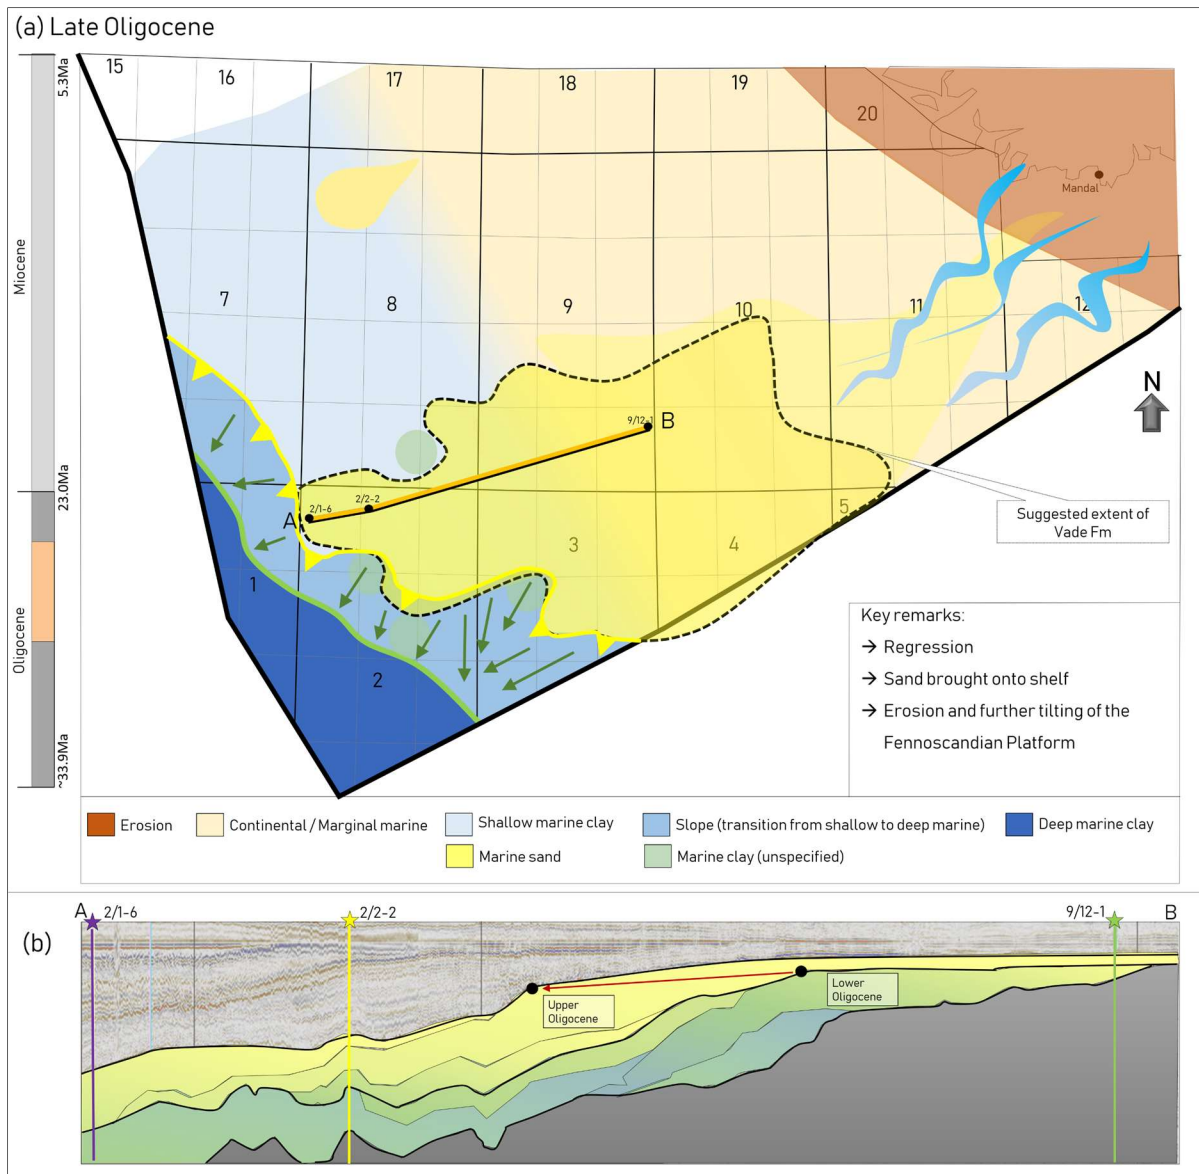 (a) Late Oligocene
5.3Ma
Miocene
23.0Ma
Oligocene
~33.9Ma
15
16
17
18
19
20
Mandal
7
8
9
10
11
12
N
9/12-1
B
2/2-2
2/1-6
A
1
2
3
4
5
Suggested extent of
Vade Fm
Key remarks:
→ Regression
→ Sand brought onto shelf
→ Erosion and further tilting of the
Fennoscandian Platform
Erosion
Continental / Marginal marine
Shallow marine clay
Slope (transition from shallow to deep marine)
Deep marine clay
Marine sand
Marine clay (unspecified)
(b)
A
2/1-6
2/2-2
9/12-1
B
Upper
Oligocene
Lower
Oligocene